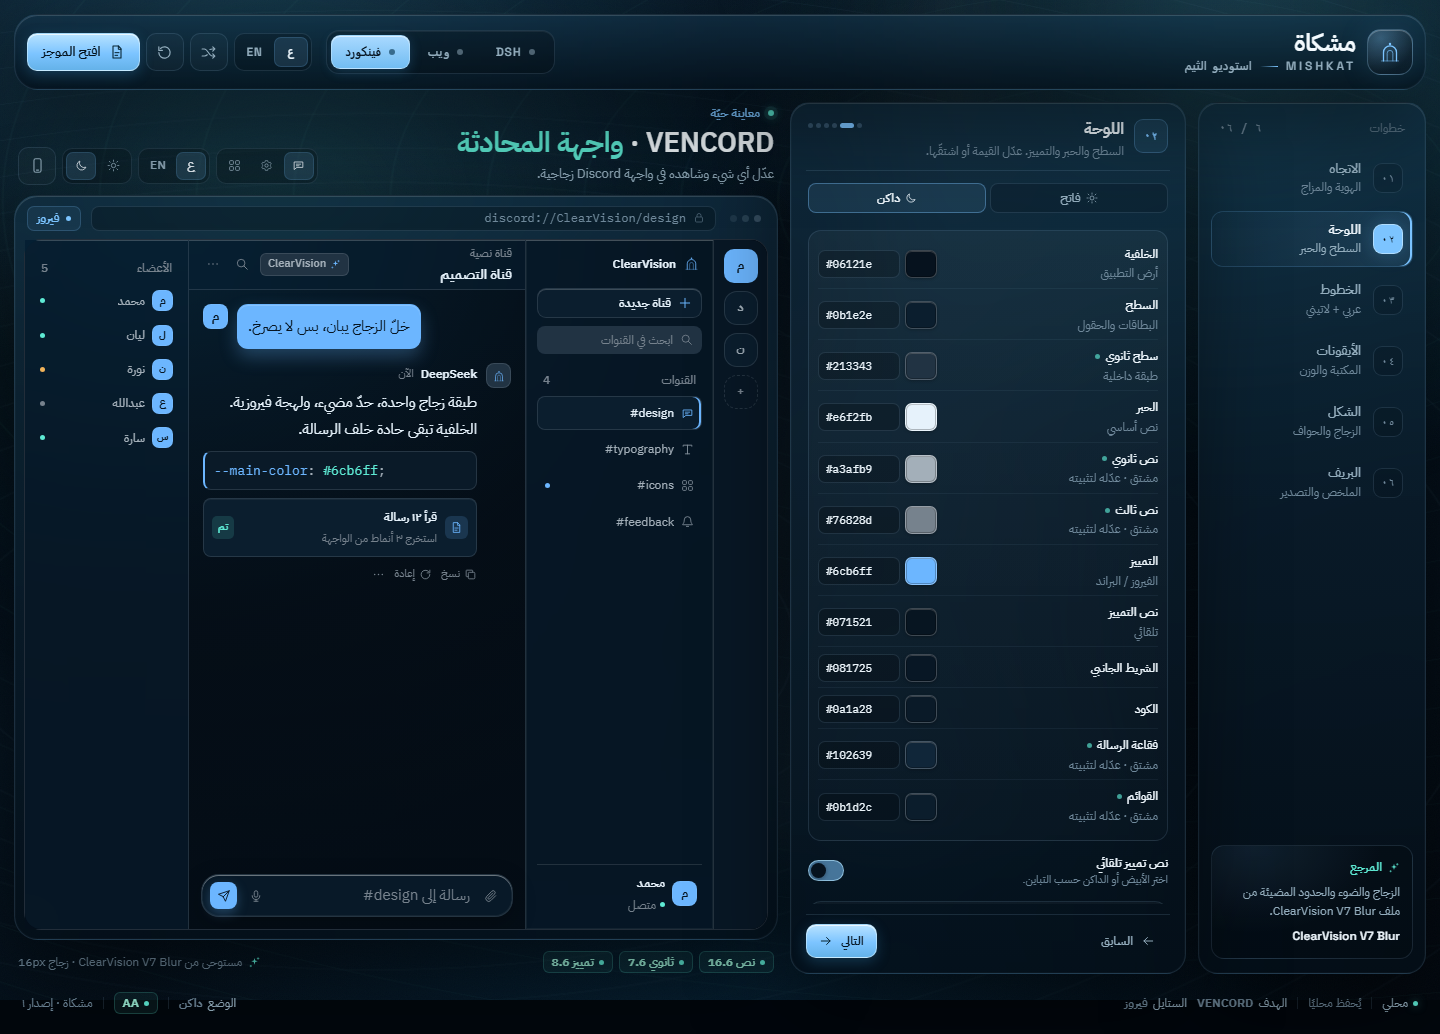 مشكاة
MISHKAT — استوديو الثيم
DSH
ويب
فينكورد
ع
EN
افتح الموجز
خطوات
٠٦ / ٦
٠١
الاتجاه
الهوية والمزاج
٠٢
اللوحة
السطح والحبر
٠٣
الخطوط
عربي + لاتيني
٠٤
الأيقونات
المكتبة والوزن
٠٥
الشكل
الزجاج والحواف
٠٦
البريف
الملخص والتصدير
المرجع
الزجاج والضوء والحدود المضيئة من
ملف ClearVision V7 Blur.
ClearVision V7 Blur
٠٢
اللوحة
السطح والحبر والتمييز. عدّل القيمة أو اشتقّها.
فاتح
داكن
الخلفية
أرض التطبيق
#06121e
السطح
البطاقات والحقول
#0b1e2e
سطح ثانوي
طبقة داخلية
#213343
الحبر
نص أساسي
#e6f2fb
نص ثانوي
مشتق · عدّله لتثبيته
#a3afb9
نص ثالث
مشتق · عدّله لتثبيته
#76828d
التمييز
الفيروز / البراند
#6cb6ff
نص التمييز
تلقائي
#071521
الشريط الجانبي
#081725
الكود
#0a1a28
فقاعة الرسالة
مشتق · عدّله لتثبيته
#102639
القوائم
مشتق · عدّله لتثبيته
#0b1d2c
نص تمييز تلقائي
اختر الأبيض أو الداكن حسب التباين.
السابق
التالي
معاينة حيّة
VENCORD · واجهة المحادثة
عدّل أي شيء وشاهده في واجهة Discord زجاجية.
ع
EN
discord://ClearVision/design
فيروز
م
د
ن
+
ClearVision
قناة جديدة
ابحث في القنوات
القنوات
4
#design
#typography
#icons
#feedback
م
محمد
متصل
قناة نصية
قناة التصميم
ClearVision
خلّ الزجاج يبان، بس لا يصرخ.
م
DeepSeek الآن
طبقة زجاج واحدة، حدّ مضيء، ولهجة فيروزية.
الخلفية تبقى حادة خلف الرسالة.
--main-color: #6cb6ff;
قرأ ١٢ رسالة
استخرج ٣ أنماط من الواجهة
تم
نسخ
إعادة
رسالة إلى #design
الأعضاء
5
م
محمد
ل
ليان
ن
نورة
ع
عبدالله
س
سارة
نص 16.6
ثانوي 7.6
تمييز 8.6
مستوحى من ClearVision V7 Blur · زجاج 16px
محلي
يُحفظ محليًا
الهدف VENCORD
الستايل فيروز
الوضع داكن
AA
مشكاة · إصدار ١